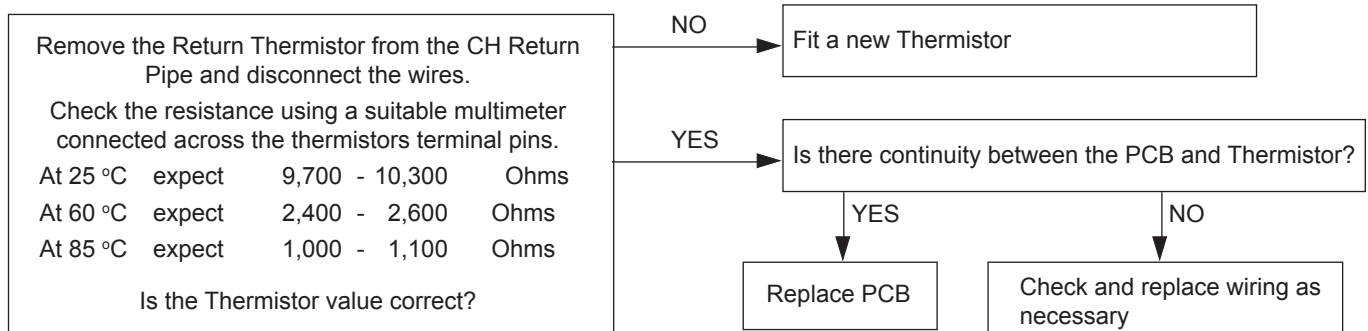 Remove the Return Thermistor from the CH Return
Pipe and disconnect the wires.
Check the resistance using a suitable multimeter
connected across the thermistors terminal pins.
At 25 °C expect 9,700 - 10,300 Ohms
At 60 °C expect 2,400 - 2,600 Ohms
At 85 °C expect 1,000 - 1,100 Ohms
Is the Thermistor value correct?
NO
Fit a new Thermistor
YES
Is there continuity between the PCB and Thermistor?
YES
Replace PCB
NO
Check and replace wiring as
necessary